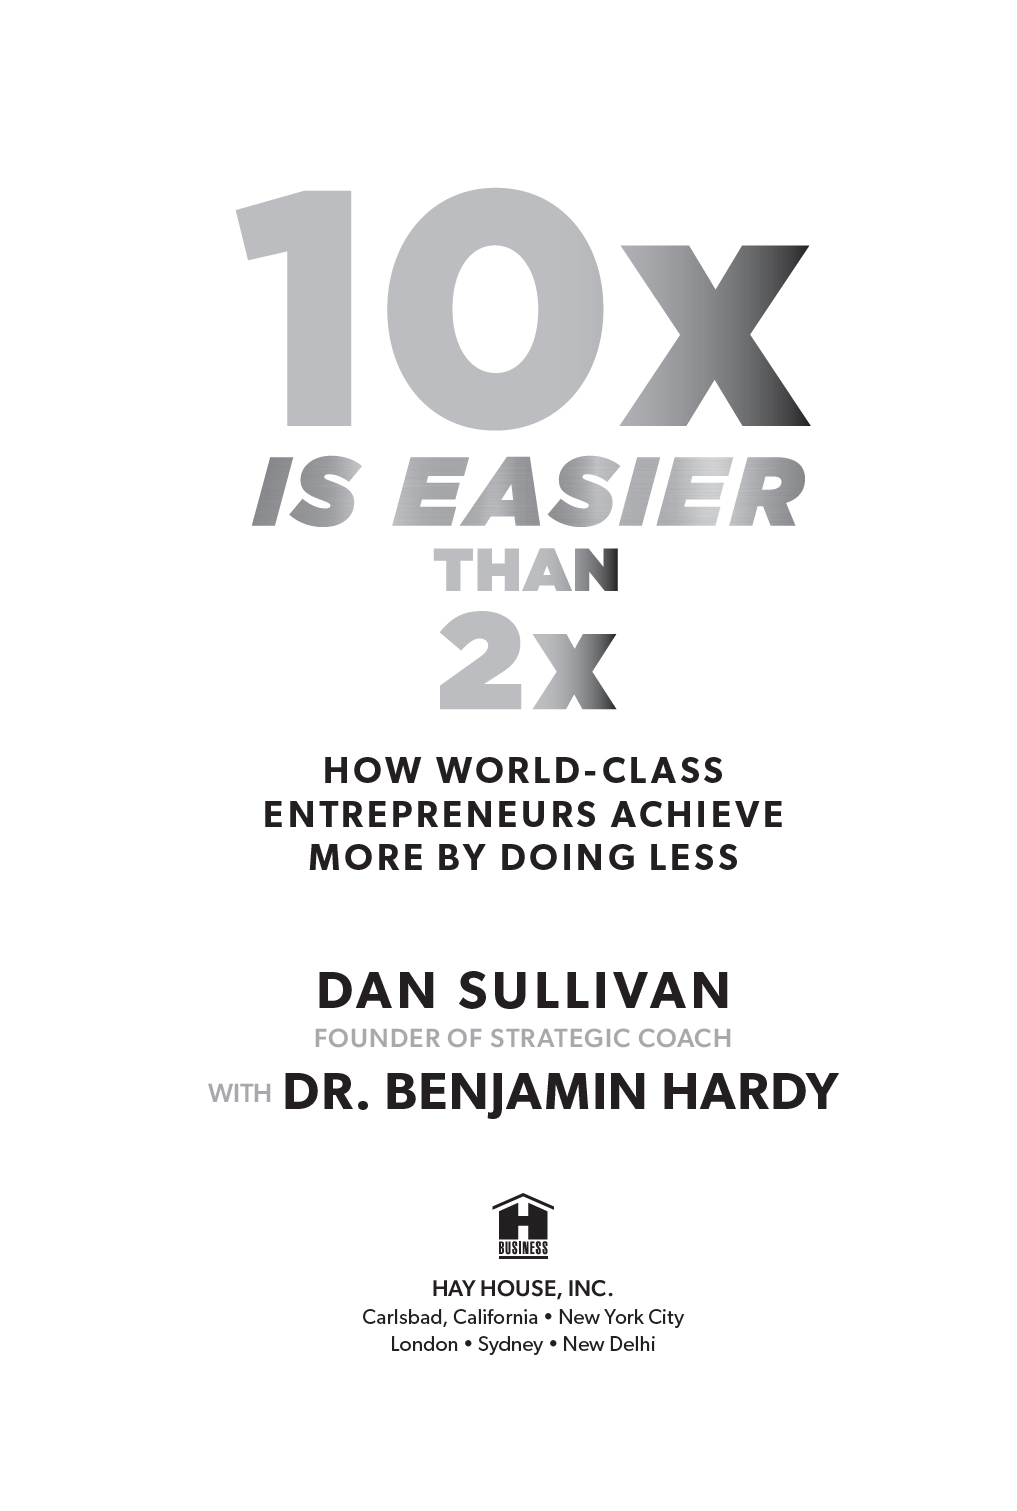 10x
IS EASIER
THAN
2x
HOW WORLD-CLASS
ENTREPRENEURS ACHIEVE
MORE BY DOING LESS
DAN SULLIVAN
FOUNDER OF STRATEGIC COACH
WITH DR. BENJAMIN HARDY
H
BUSINESS
HAY HOUSE, INC.
Carlsbad, California • New York City
London • Sydney • New Delhi